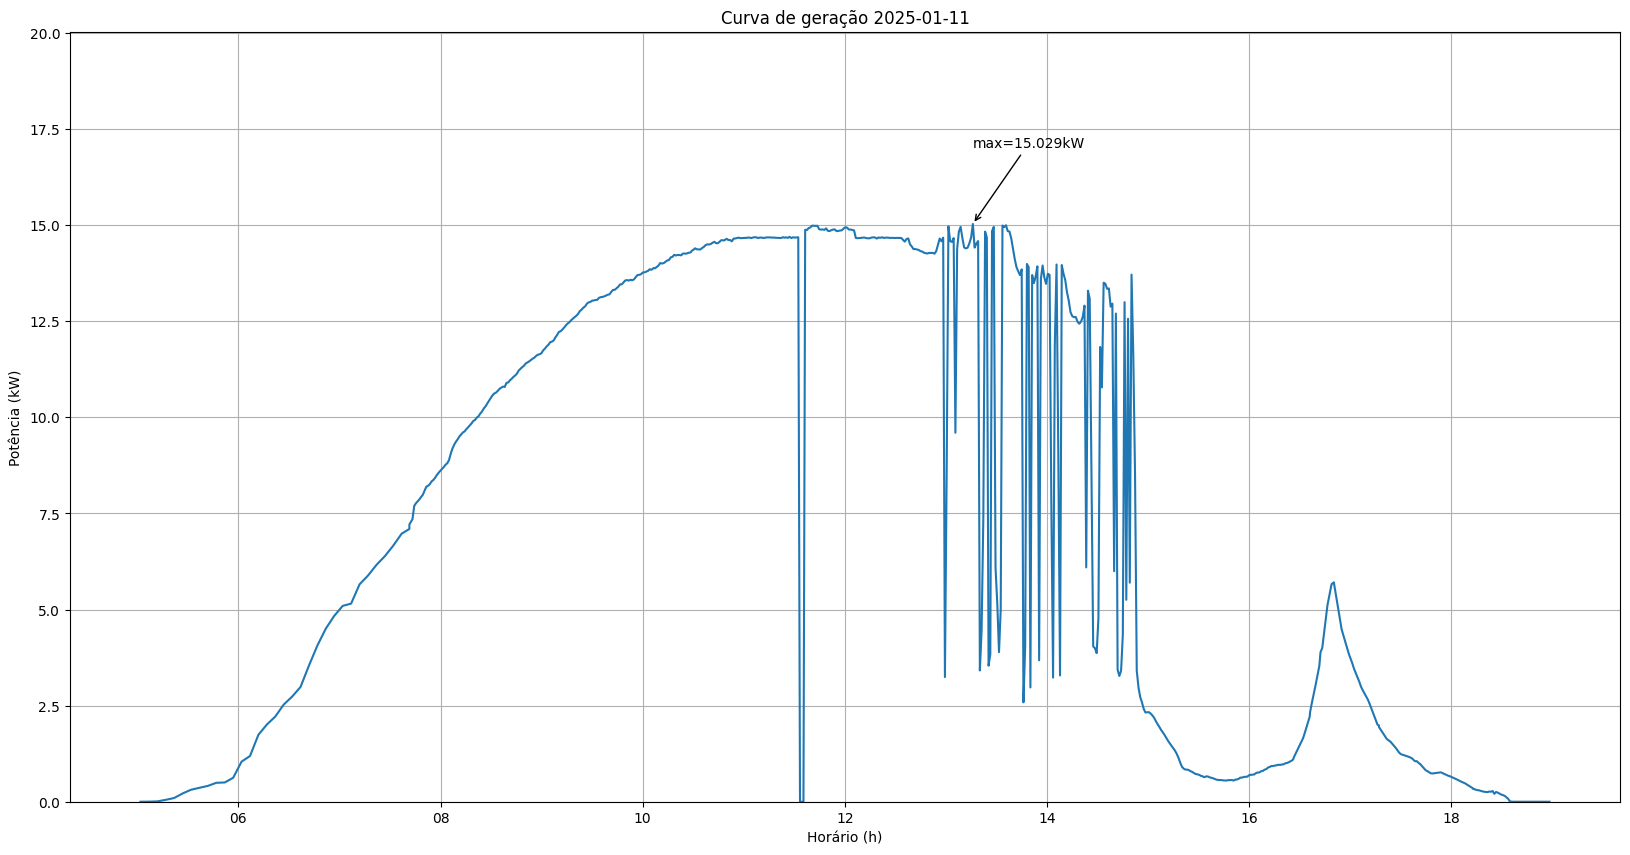 Curva de geração 2025-01-11
20.0
17.5
max=15.029kW
15.0
12.5
10.0
Potência (kW)
7.5
5.0
2.5
0.0
06 08 10 12 14 16 18
Horário (h)